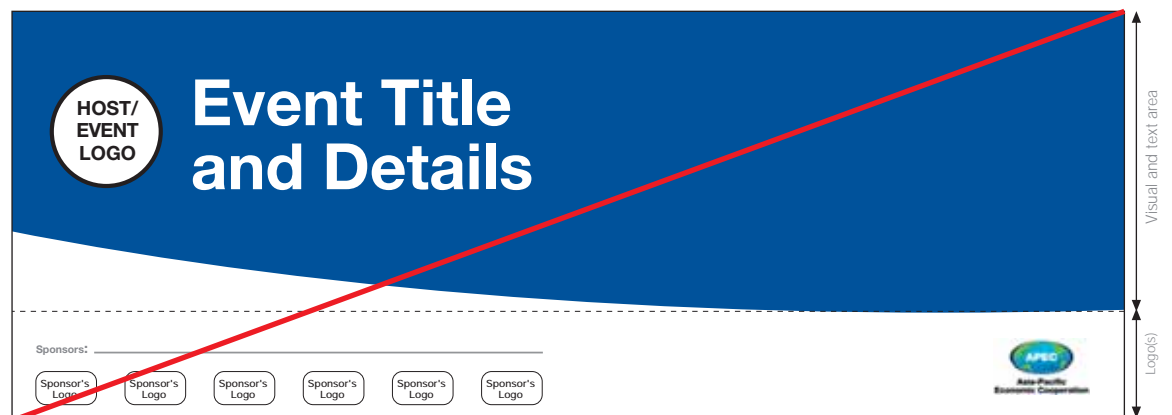 HOST/
EVENT
LOGO
Event Title
and Details
Visual and text area
Sponsors:
Sponsor's
Logo
Sponsor's
Logo
Sponsor's
Logo
Sponsor's
Logo
Sponsor's
Logo
Sponsor's
Logo
APEC
Asia-Pacific
Economic Cooperation
Logo(s)